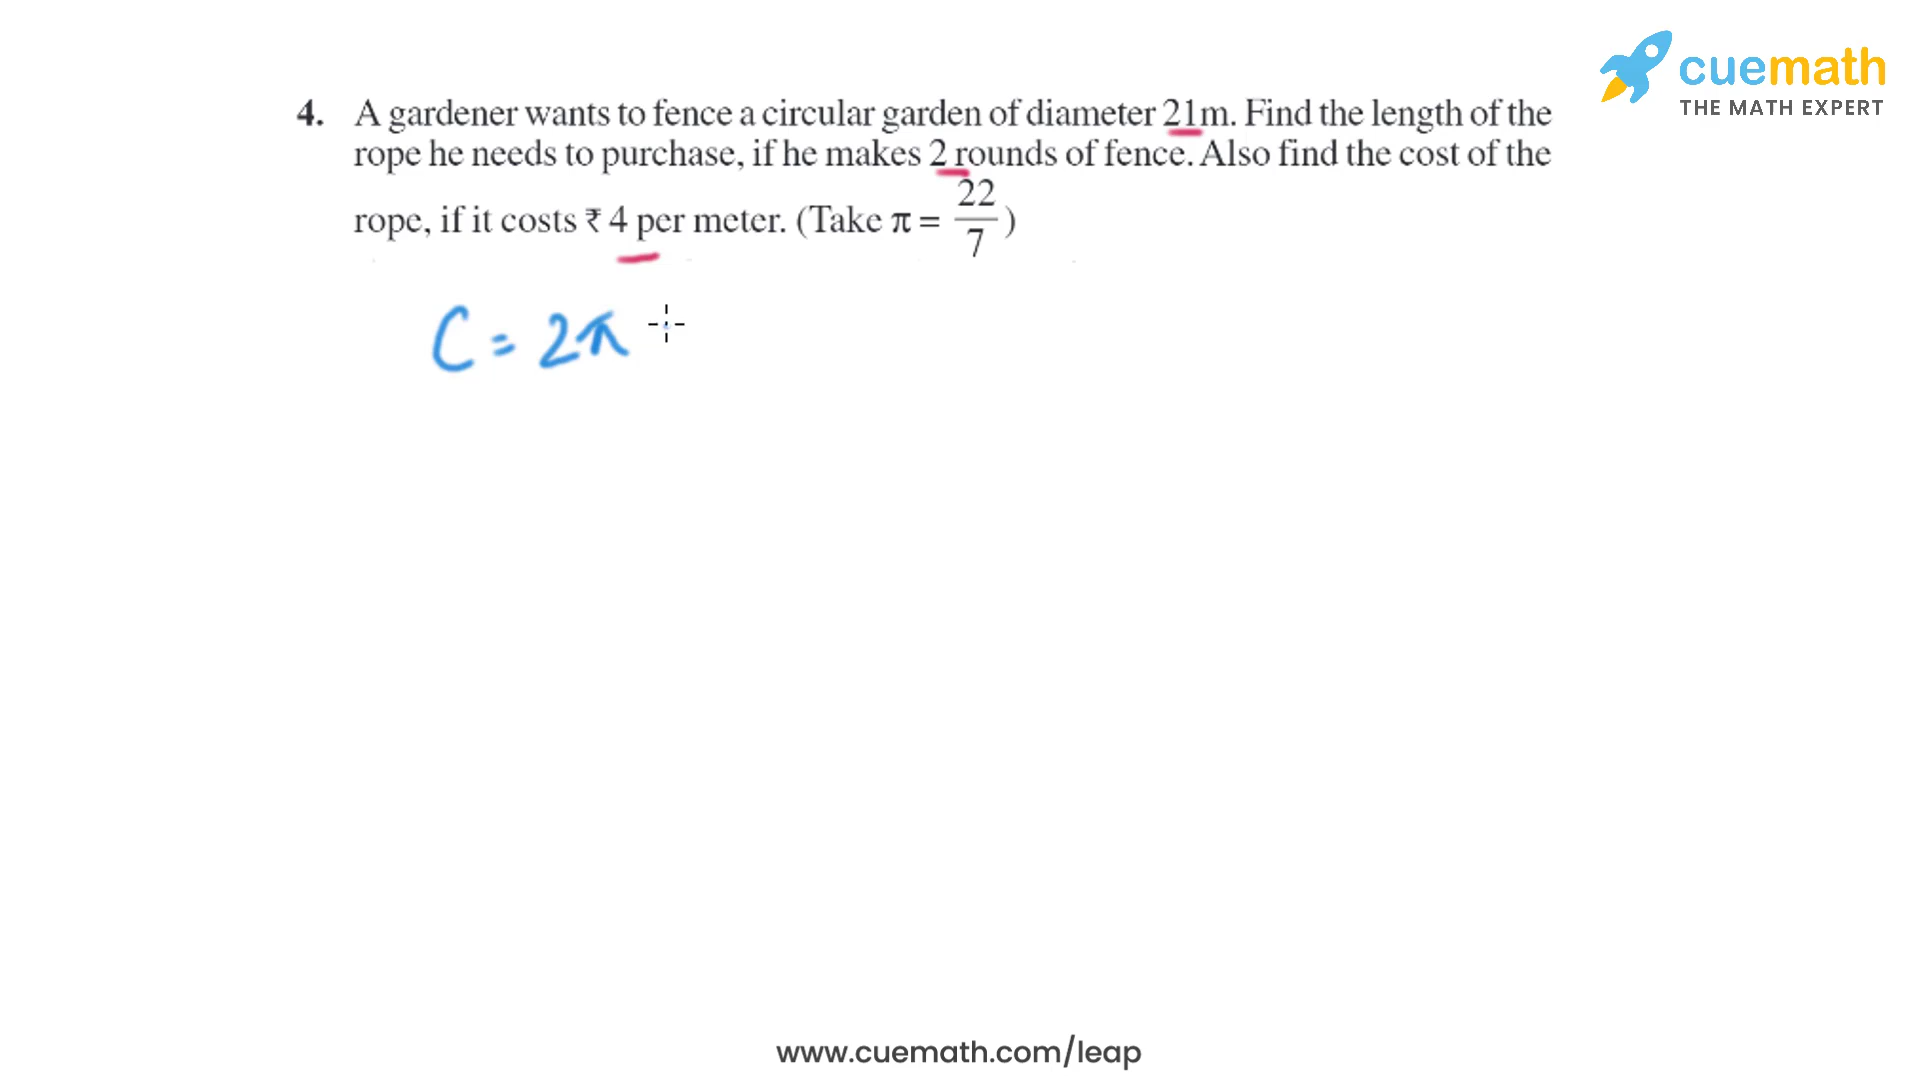 cuemath
THE MATH EXPERT
4. A gardener wants to fence a circular garden of diameter 21m. Find the length of the
rope he needs to purchase, if he makes 2 rounds of fence. Also find the cost of the
rope, if it costs ₹ 4 per meter. (Take π = 22/7)
C = 2π
www.cuemath.com/leap